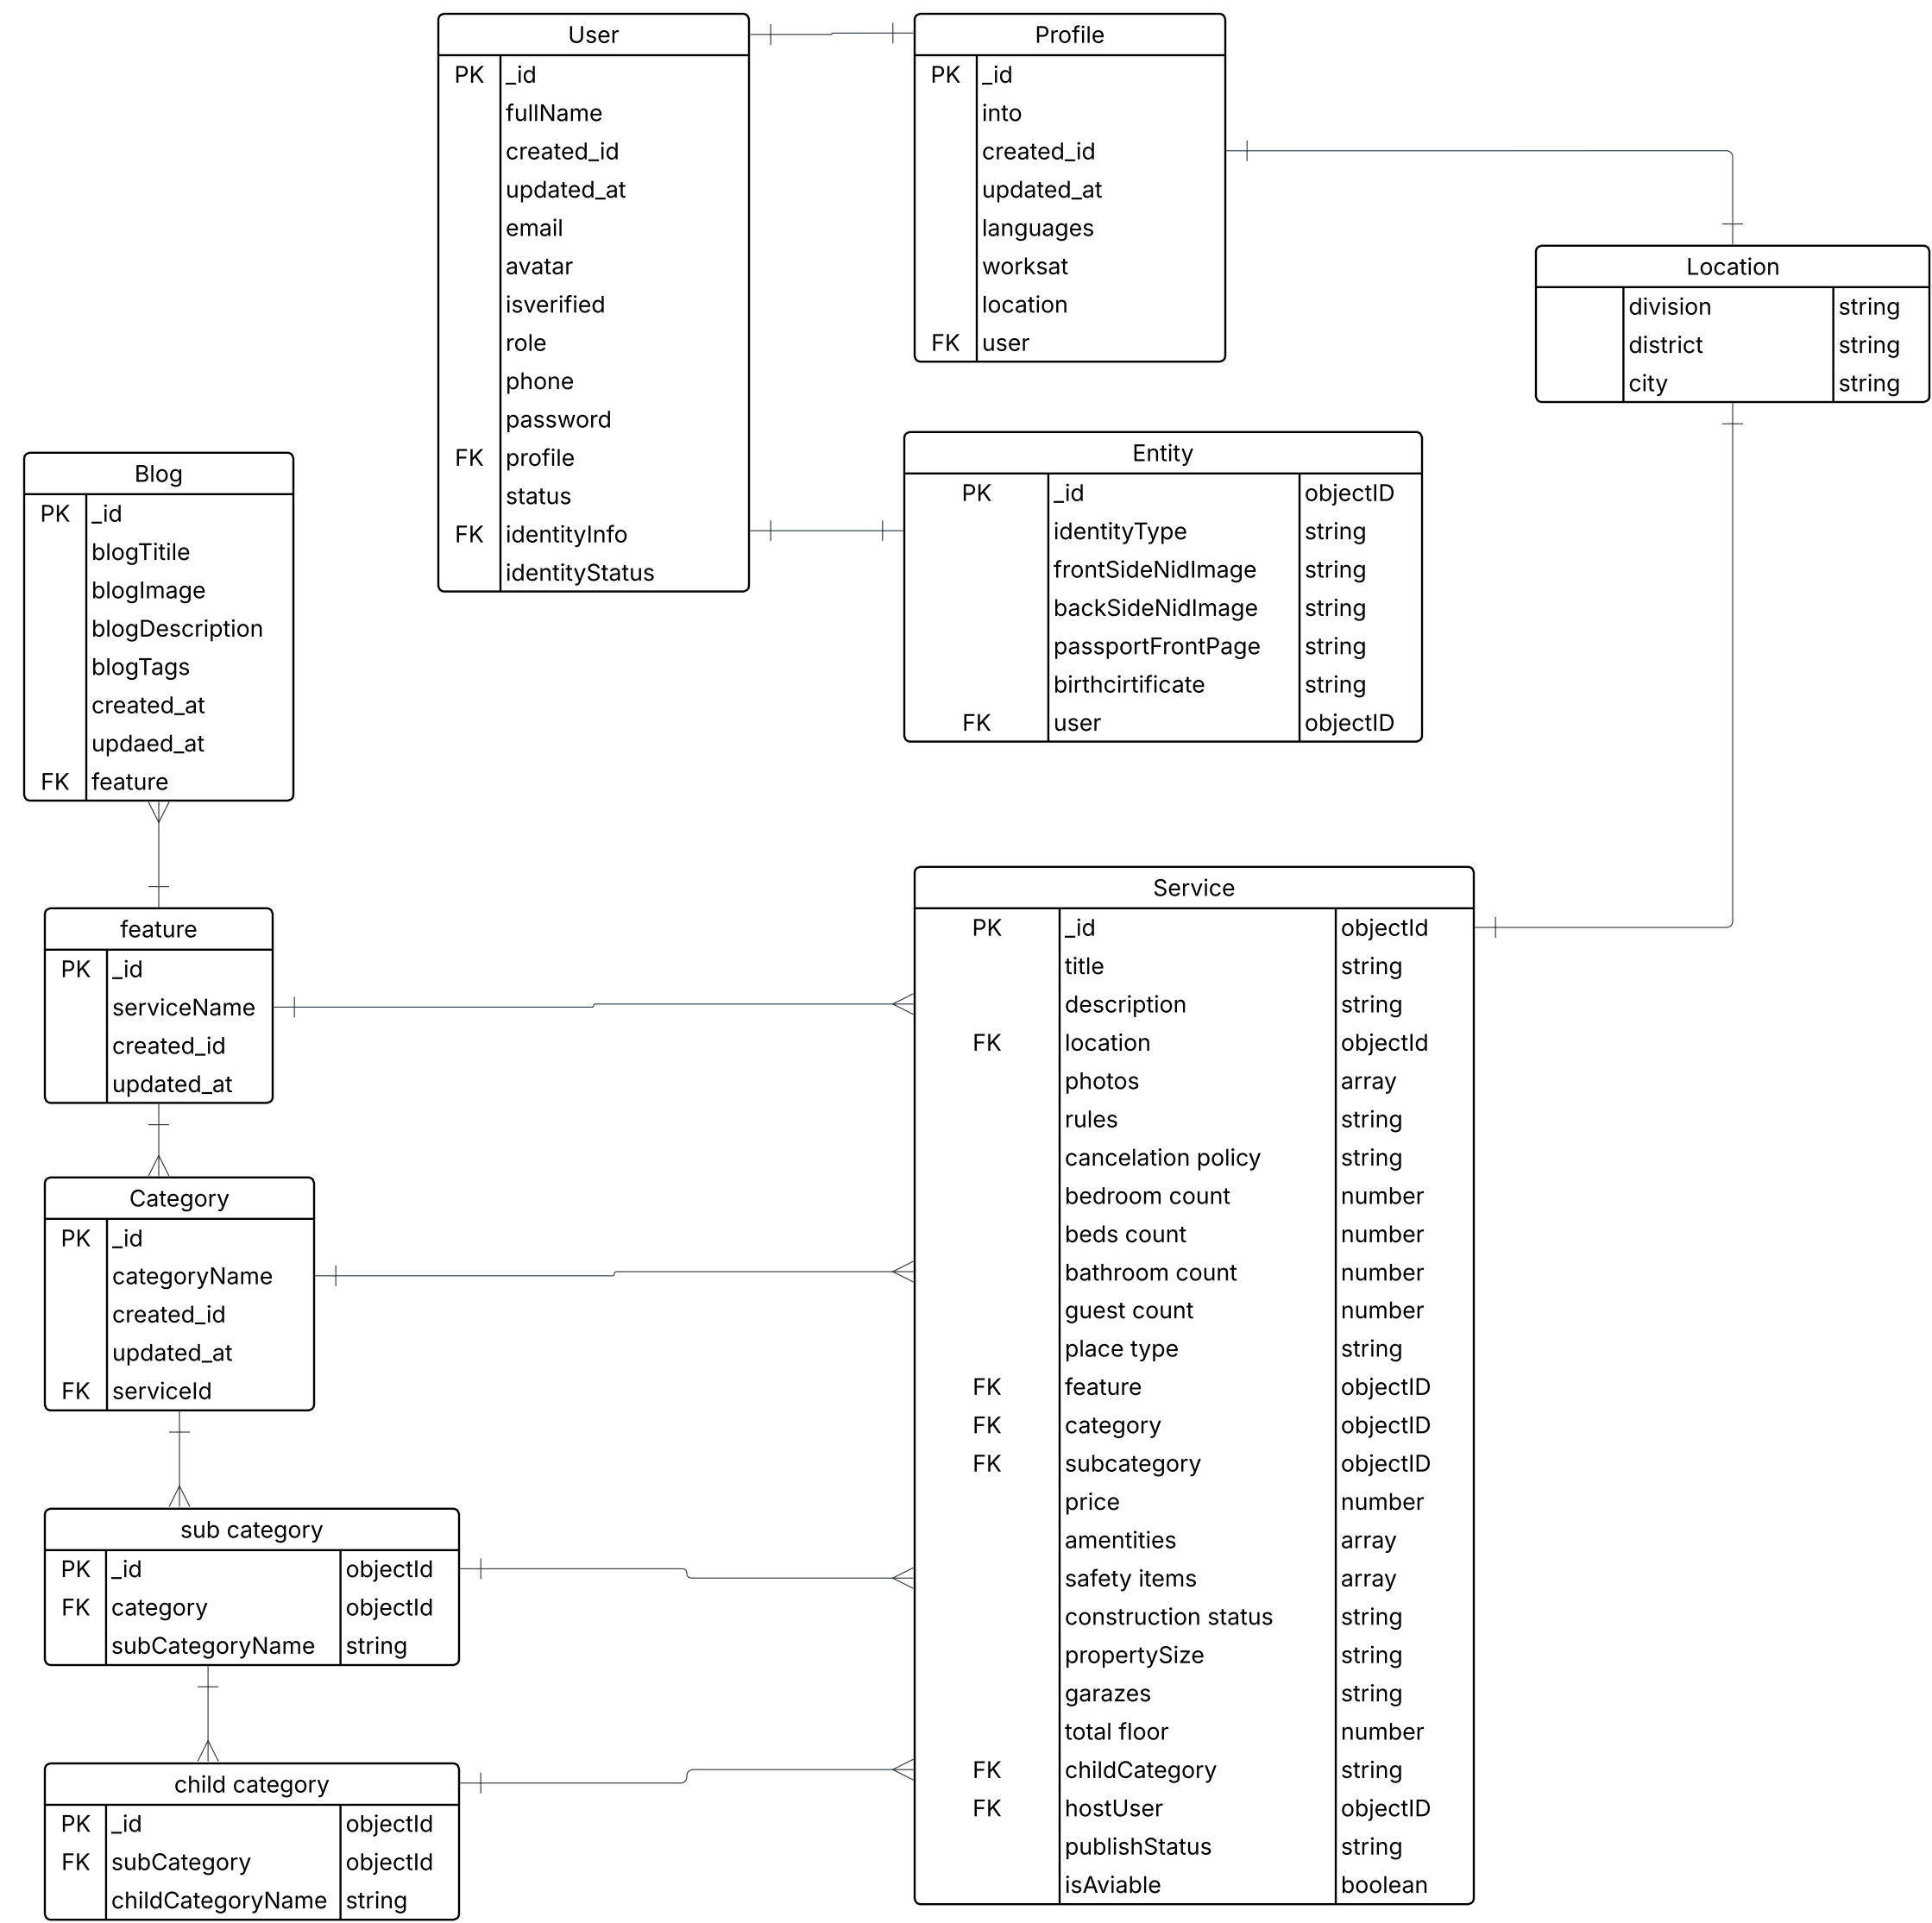 User
PK _id
fullName
created_id
updated_at
email
avatar
isverified
role
phone
password
FK profile
status
FK identityInfo
identityStatus
Profile
PK _id
into
created_id
updated_at
languages
worksat
location
FK user
Location
division string
district string
city string
Entity
PK _id objectID
identityType string
frontSideNidImage string
backSideNidImage string
passportFrontPage string
birthcirtificate string
FK user objectID
Blog
PK _id
blogTitile
blogImage
blogDescription
blogTags
created_at
updaed_at
FK feature
feature
PK _id
serviceName
created_id
updated_at
Category
PK _id
categoryName
created_id
updated_at
FK serviceId
sub category
PK _id objectId
FK category objectId
subCategoryName string
child category
PK _id objectId
FK subCategory objectId
childCategoryName string
Service
PK _id objectId
title string
description string
FK location objectId
photos array
rules string
cancelation policy string
bedroom count number
beds count number
bathroom count number
guest count number
place type string
FK feature objectID
FK category objectID
FK subcategory objectID
price number
amentities array
safety items array
construction status string
propertySize string
garazes string
total floor number
FK childCategory string
FK hostUser objectID
publishStatus string
isAviable boolean